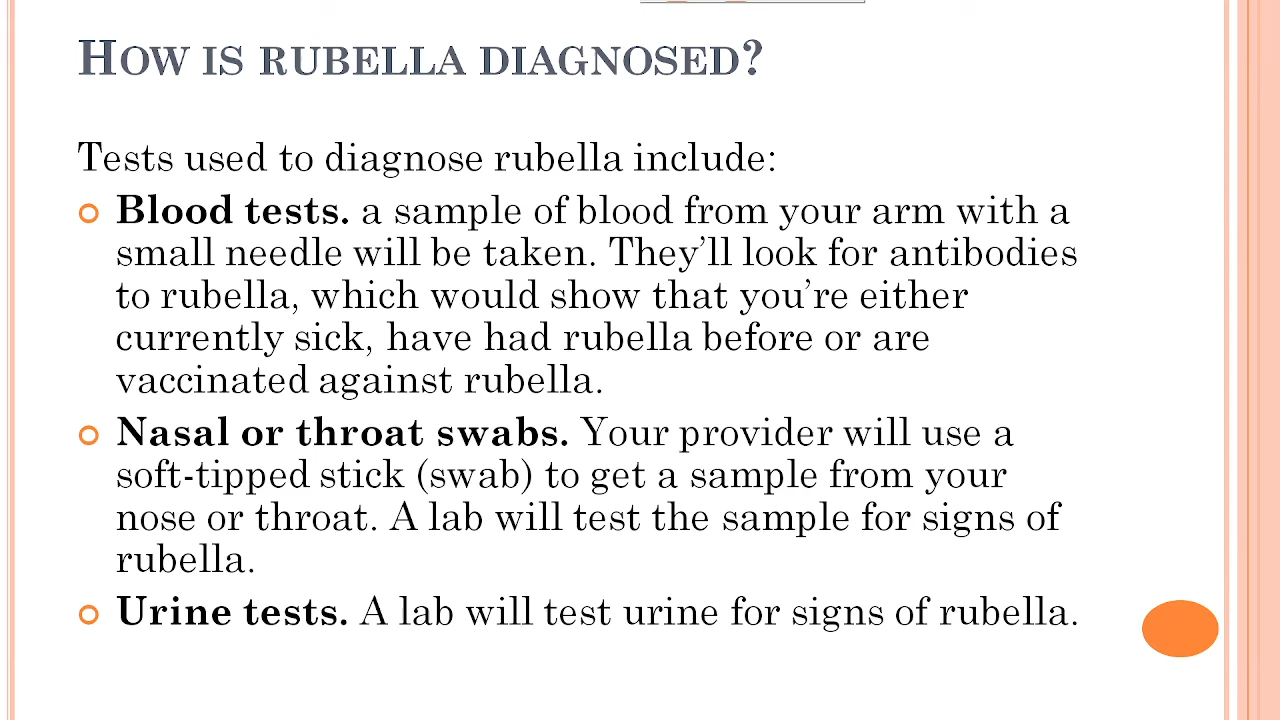 How is rubella diagnosed?
Tests used to diagnose rubella include:
Blood tests. a sample of blood from your arm with a
small needle will be taken. They’ll look for antibodies
to rubella, which would show that you’re either
currently sick, have had rubella before or are
vaccinated against rubella.
Nasal or throat swabs. Your provider will use a
soft-tipped stick (swab) to get a sample from your
nose or throat. A lab will test the sample for signs of
rubella.
Urine tests. A lab will test urine for signs of rubella.